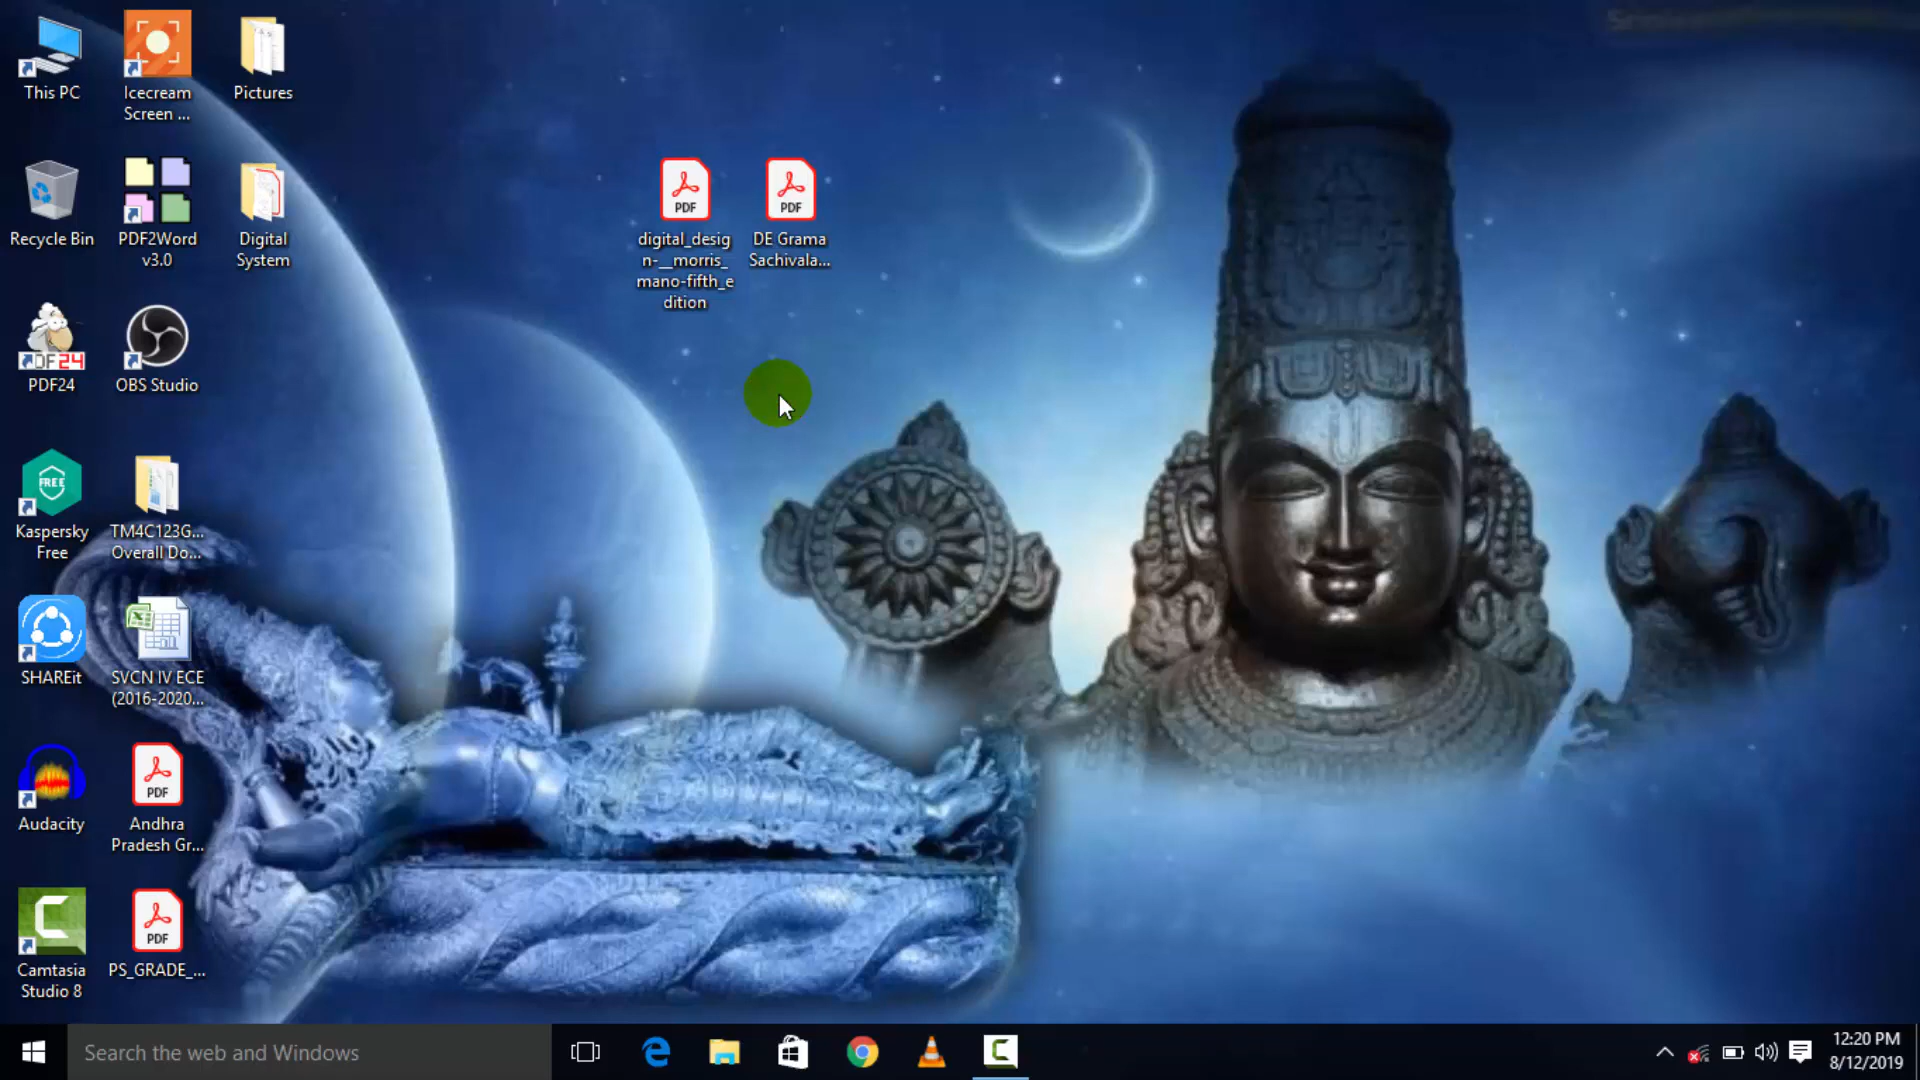 This PC
Icecream
Screen ...
Pictures
Recycle Bin
PDF2Word
v3.0
Digital
System
PDF
digital_desig
n-__morris_
mano-fifth_e
dition
PDF
DE Grama
Sachivala...
PDF24
OBS Studio
FREE
Kaspersky
Free
TM4C123G...
Overall Do...
SHAREit
SVCN IV ECE
(2016-2020...
Audacity
PDF
Andhra
Pradesh Gr...
Camtasia
Studio 8
PDF
PS_GRADE_...
Search the web and Windows
12:20 PM
8/12/2019